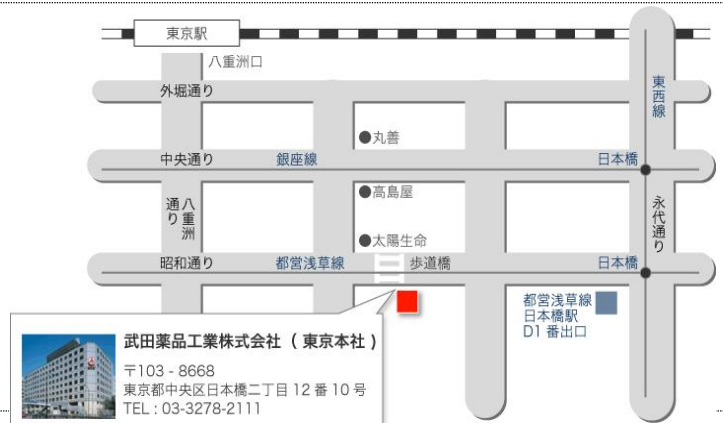 東京駅
八重洲口
外堀通り
東西線
●丸善
中央通り
銀座線
日本橋
●高島屋
八重洲通り
永代通り
●太陽生命
昭和通り
都営浅草線
歩道橋
日本橋
都営浅草線
日本橋駅
D1 番出口
武田薬品工業株式会社（ 東京本社 )
〒103 - 8668
東京都中央区日本橋二丁目 12 番 10 号
TEL : 03-3278-2111